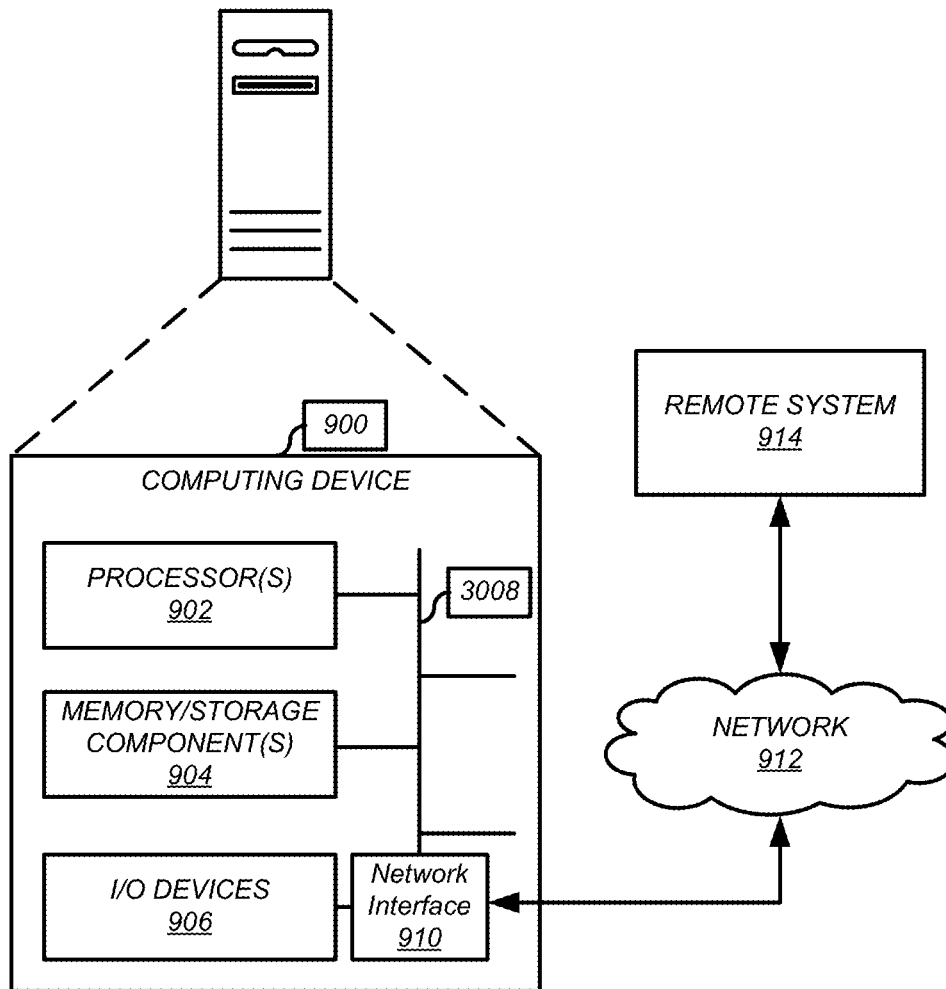 REMOTE SYSTEM
914
900
COMPUTING DEVICE
PROCESSOR(S)
902
3008
MEMORY/STORAGE
COMPONENT(S)
904
NETWORK
912
I/O DEVICES
906
Network
Interface
910